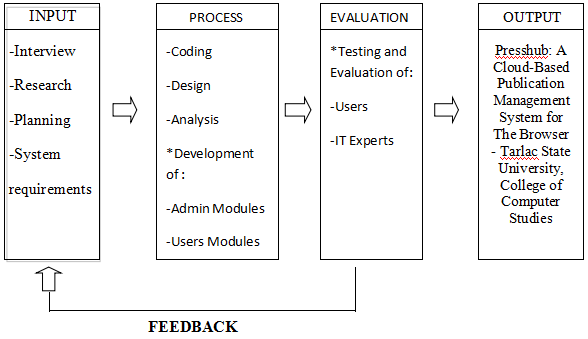 INPUT
-Interview
-Research
-Planning
-System
requirements
PROCESS
-Coding
-Design
-Analysis
*Development
of :
-Admin Modules
-Users Modules
EVALUATION
*Testing and
Evaluation of:
-Users
-IT Experts
OUTPUT
Presshub: A
Cloud-Based
Publication
Management
System for
The Browser
- Tarlac State
University,
College of
Computer
Studies
FEEDBACK